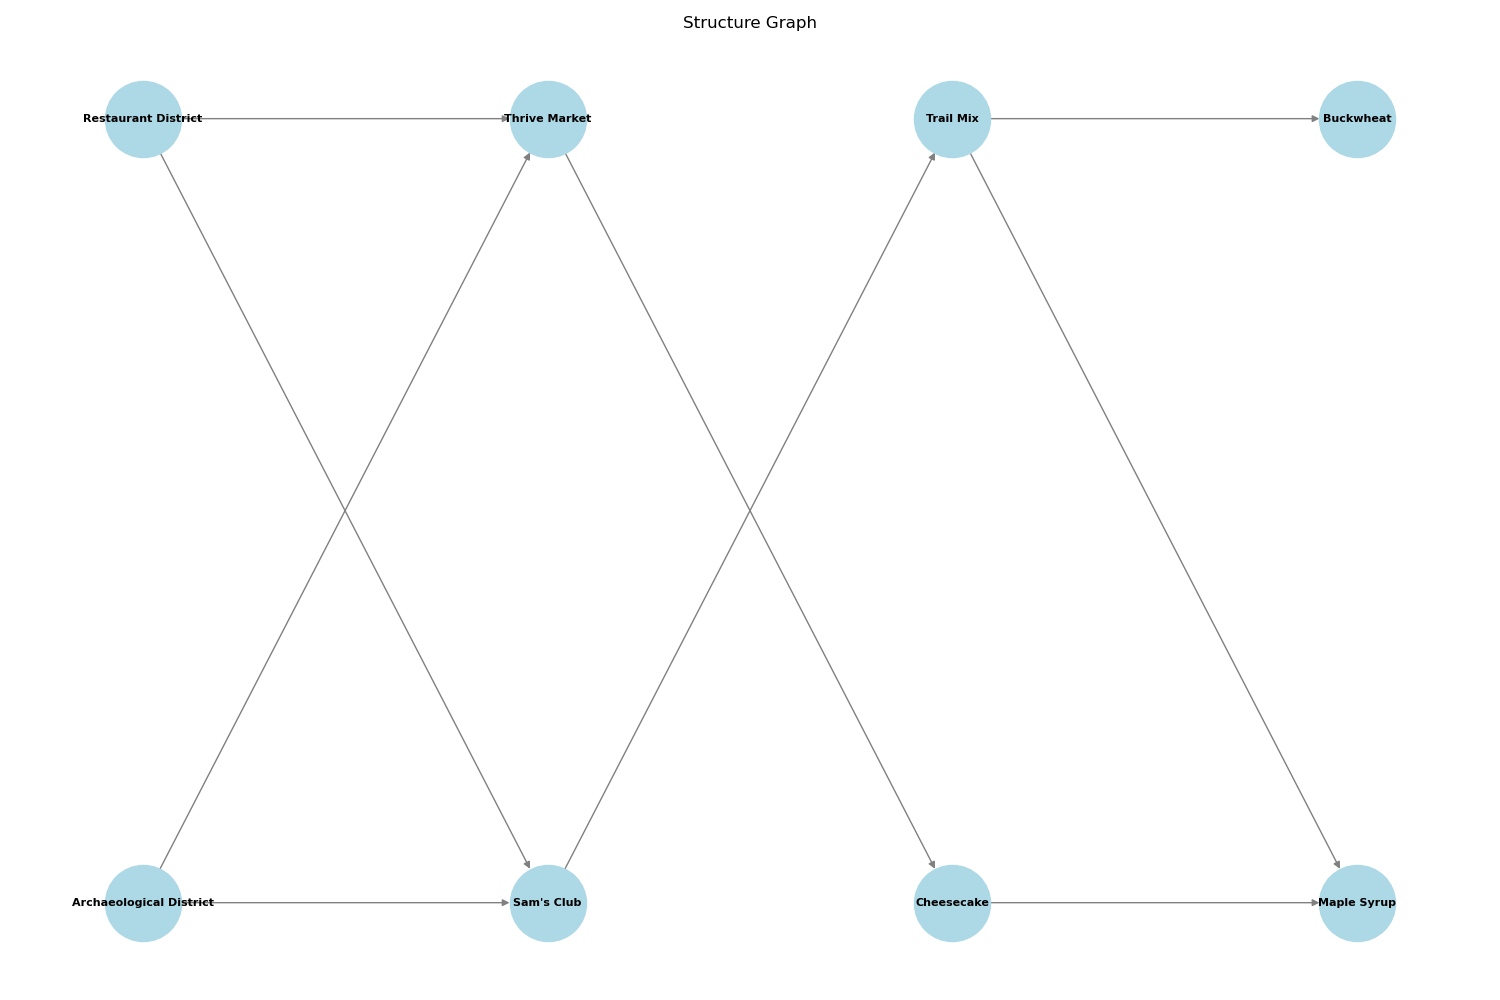 Structure Graph
Restaurant District
Thrive Market
Trail Mix
Buckwheat
Archaeological District
Sam's Club
Cheesecake
Maple Syrup